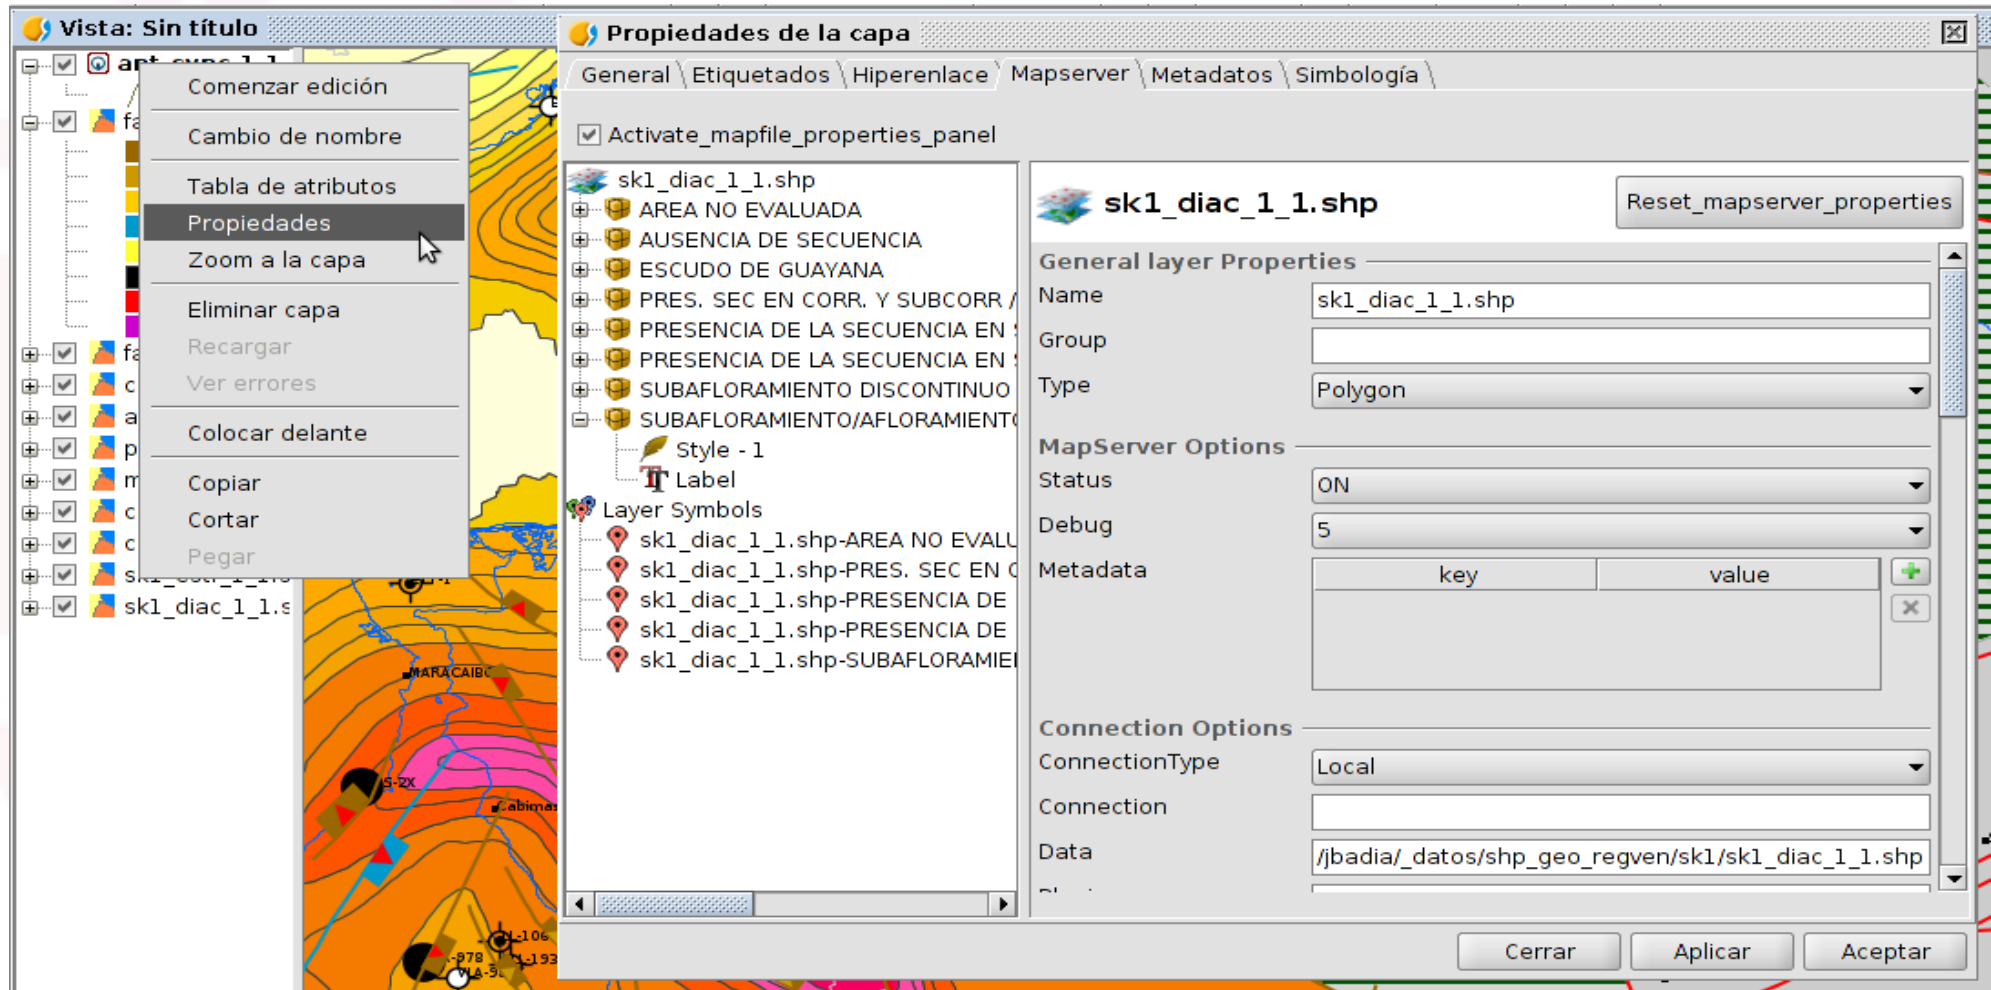 Vista: Sin título
Comenzar edición
Cambio de nombre
Tabla de atributos
Propiedades
Zoom a la capa
Eliminar capa
Recargar
Ver errores
Colocar delante
Copiar
Cortar
Pegar
fa
fa
c
a
p
m
c
c
sk1_diac_1_1.s
MARACAIBO
S-2X
Cabimas
Propiedades de la capa
General
Etiquetados
Hiperenlace
Mapserver
Metadatos
Simbología
Activate_mapfile_properties_panel
sk1_diac_1_1.shp
AREA NO EVALUADA
AUSENCIA DE SECUENCIA
ESCUDO DE GUAYANA
PRES. SEC EN CORR. Y SUBCORR /
PRESENCIA DE LA SECUENCIA EN
PRESENCIA DE LA SECUENCIA EN
SUBAFLORAMIENTO DISCONTINUO
SUBAFLORAMIENTO/AFLORAMIENTO
Style - 1
Label
Layer Symbols
sk1_diac_1_1.shp-AREA NO EVALU
sk1_diac_1_1.shp-PRES. SEC EN C
sk1_diac_1_1.shp-PRESENCIA DE
sk1_diac_1_1.shp-PRESENCIA DE
sk1_diac_1_1.shp-SUBAFLORAMIE
sk1_diac_1_1.shp
Reset_mapserver_properties
General layer Properties
Name sk1_diac_1_1.shp
Group
Type Polygon
MapServer Options
Status ON
Debug 5
Metadata key value
Connection Options
ConnectionType Local
Connection
Data /jbadia/_datos/shp_geo_regven/sk1/sk1_diac_1_1.shp
Cerrar
Aplicar
Aceptar